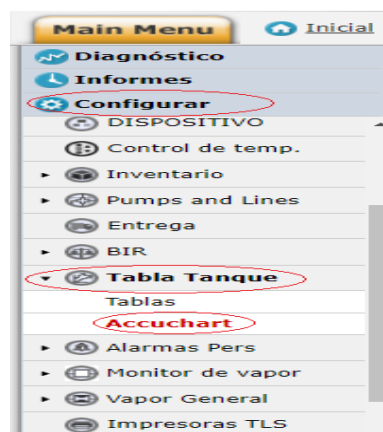 Main Menu Inicial
Diagnóstico
Informes
Configurar
DISPOSITIVO
Control de temp.
Inventario
Pumps and Lines
Entrega
BIR
Tabla Tanque
Tablas
Accuchart
Alarmas Pers
Monitor de vapor
Vapor General
Impresoras TLS